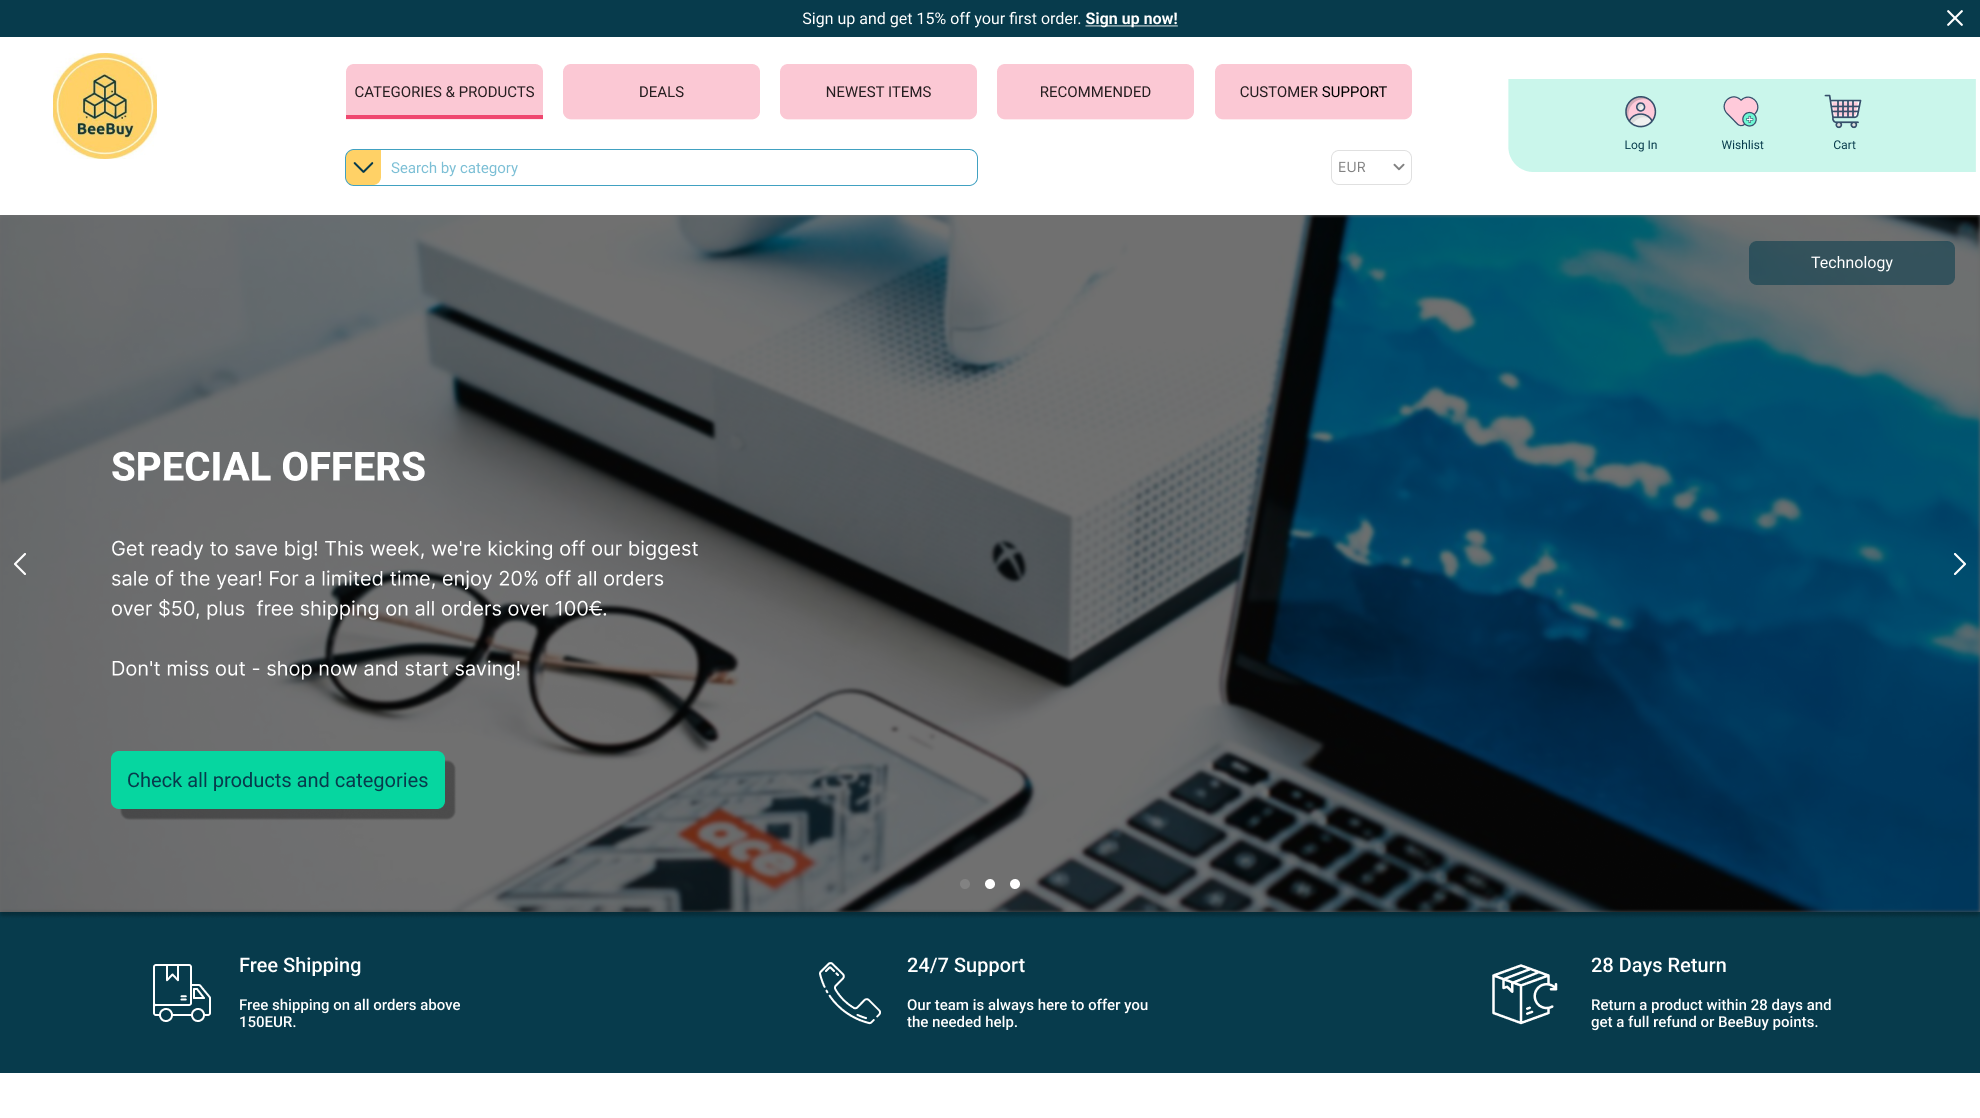 Sign up and get 15% off your first order. Sign up now!
BeeBuy
CATEGORIES & PRODUCTS
DEALS
NEWEST ITEMS
RECOMMENDED
CUSTOMER SUPPORT
Log In
Wishlist
Cart
Search by category
EUR
Technology
SPECIAL OFFERS
Get ready to save big! This week, we're kicking off our biggest
sale of the year! For a limited time, enjoy 20% off all orders
over $50, plus  free shipping on all orders over 100€.
Don't miss out - shop now and start saving!
Check all products and categories
ace
Free Shipping
Free shipping on all orders above
150EUR.
24/7 Support
Our team is always here to offer you
the needed help.
28 Days Return
Return a product within 28 days and
get a full refund or BeeBuy points.